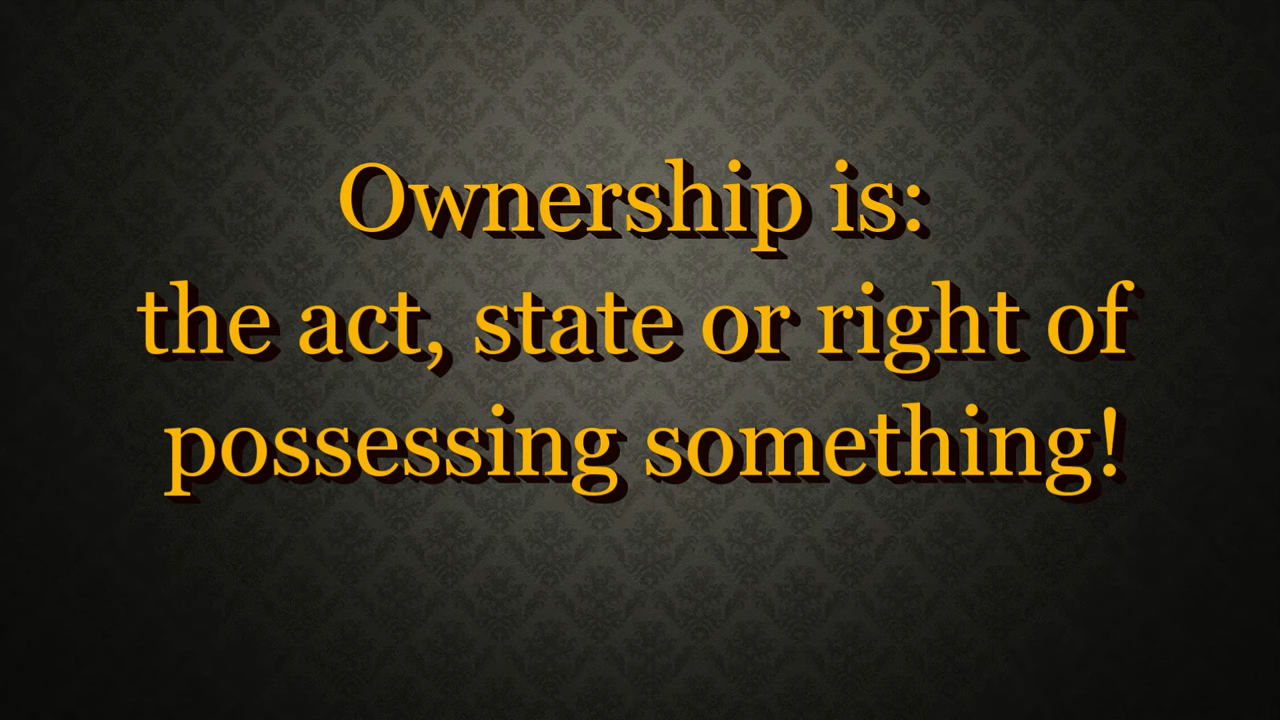 Ownership is:
the act, state or right of
possessing something!